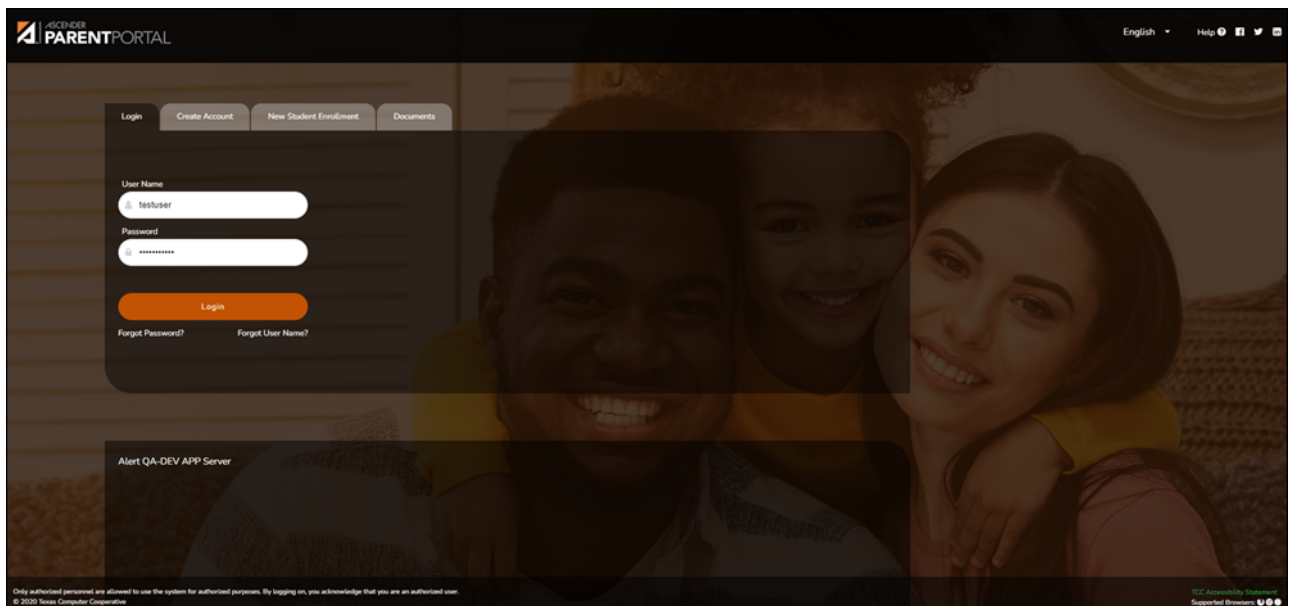 ASCENDER
PARENTPORTAL
English
Help
Login
Create Account
New Student Enrollment
Documents
User Name
testuser
Password
Login
Forgot Password?
Forgot User Name?
Alert QA-DEV APP Server
Only authorized personnel are allowed to use the system for authorized purposes. By logging on, you acknowledge that you are an authorized user.
© 2020 Texas Computer Cooperative
TCC Accessibility Statement
Supported Browsers: